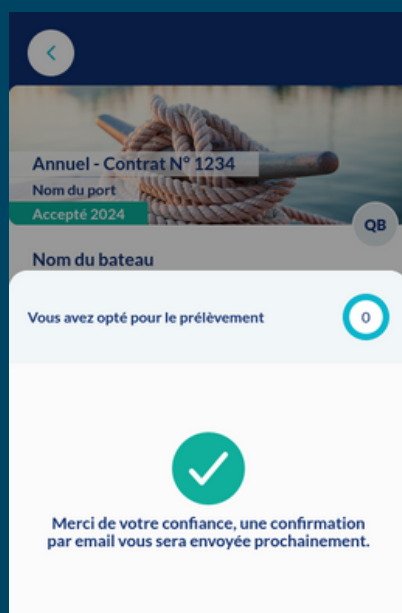 Annuel - Contrat N° 1234
Nom du port
Accepté 2024
QB
Nom du bateau
Vous avez opté pour le prélèvement
0
Merci de votre confiance, une confirmation
par email vous sera envoyée prochainement.